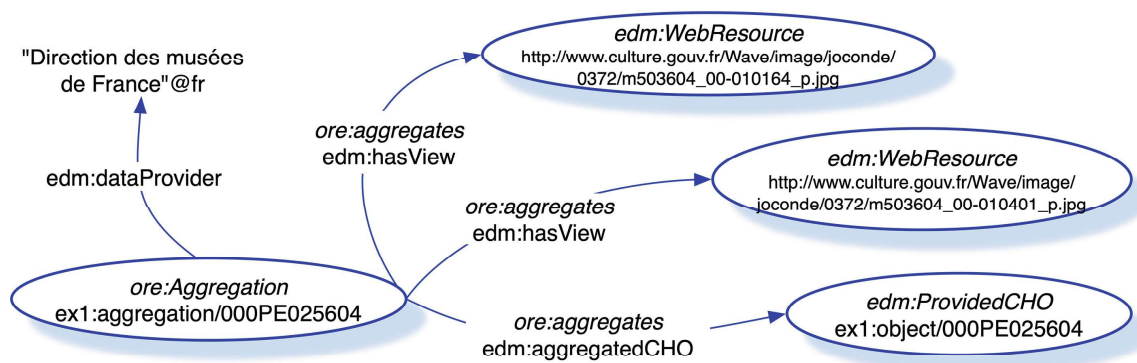 "Direction des musées
de France"@fr
edm:dataProvider
ore:Aggregation
ex1:aggregation/000PE025604
ore:aggregates
edm:hasView
edm:WebResource
http://www.culture.gouv.fr/Wave/image/joconde/
0372/m503604_00-010164_p.jpg
ore:aggregates
edm:hasView
edm:WebResource
http://www.culture.gouv.fr/Wave/image/
joconde/0372/m503604_00-010401_p.jpg
ore:aggregates
edm:aggregatedCHO
edm:ProvidedCHO
ex1:object/000PE025604